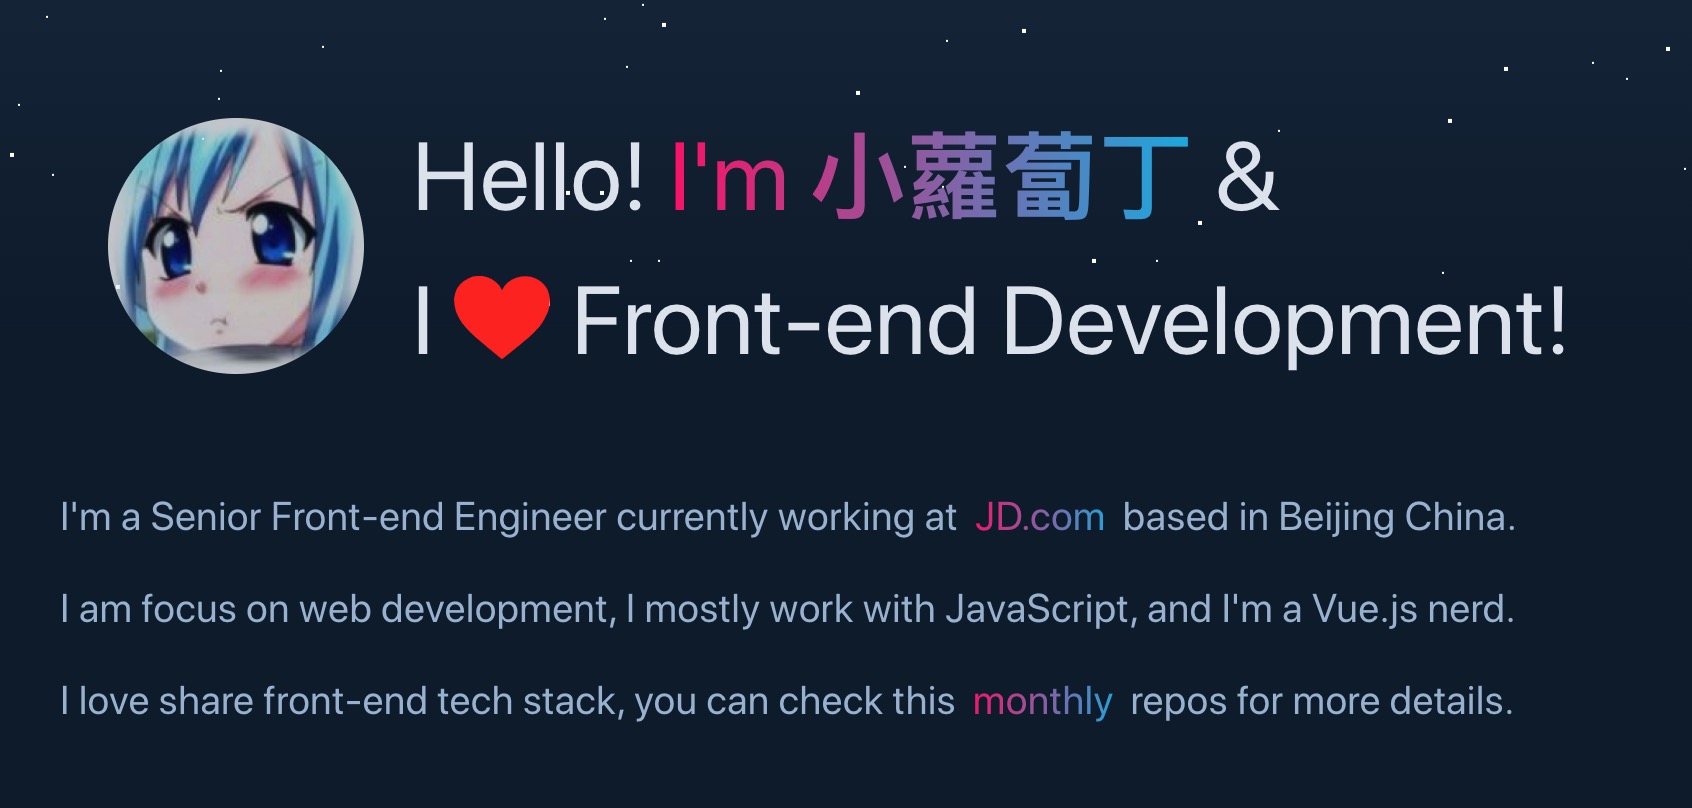 Hello! I'm 小蘿蔔丁 &
I ❤ Front-end Development!
I'm a Senior Front-end Engineer currently working at JD.com based in Beijing China.
I am focus on web development, I mostly work with JavaScript, and I'm a Vue.js nerd.
I love share front-end tech stack, you can check this monthly repos for more details.